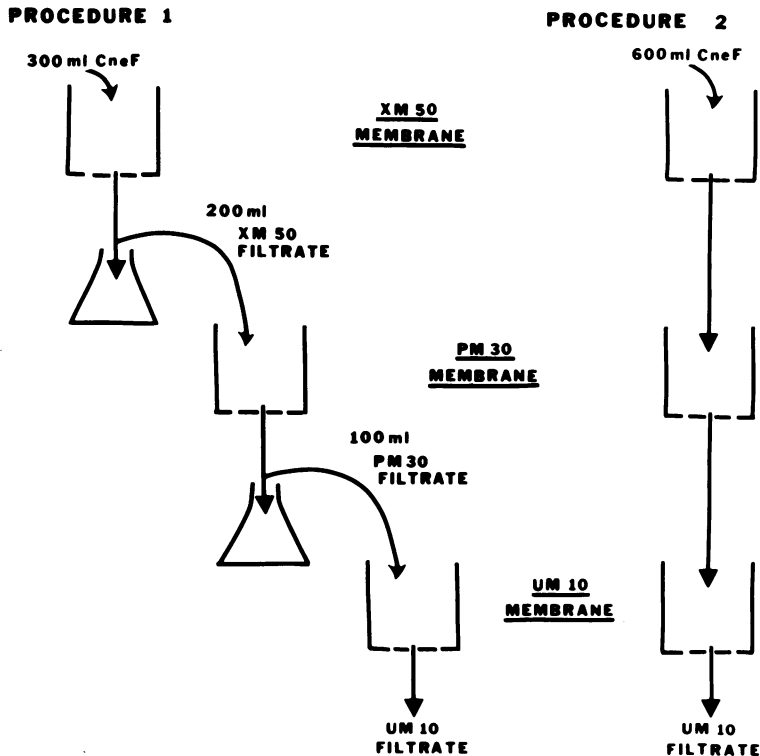 PROCEDURE 1
PROCEDURE 2
300 ml CneF
600 ml CneF
XM 50
MEMBRANE
200 ml
XM 50
FILTRATE
PM 30
MEMBRANE
100 ml
PM 30
FILTRATE
UM 10
MEMBRANE
UM 10
FILTRATE
UM 10
FILTRATE